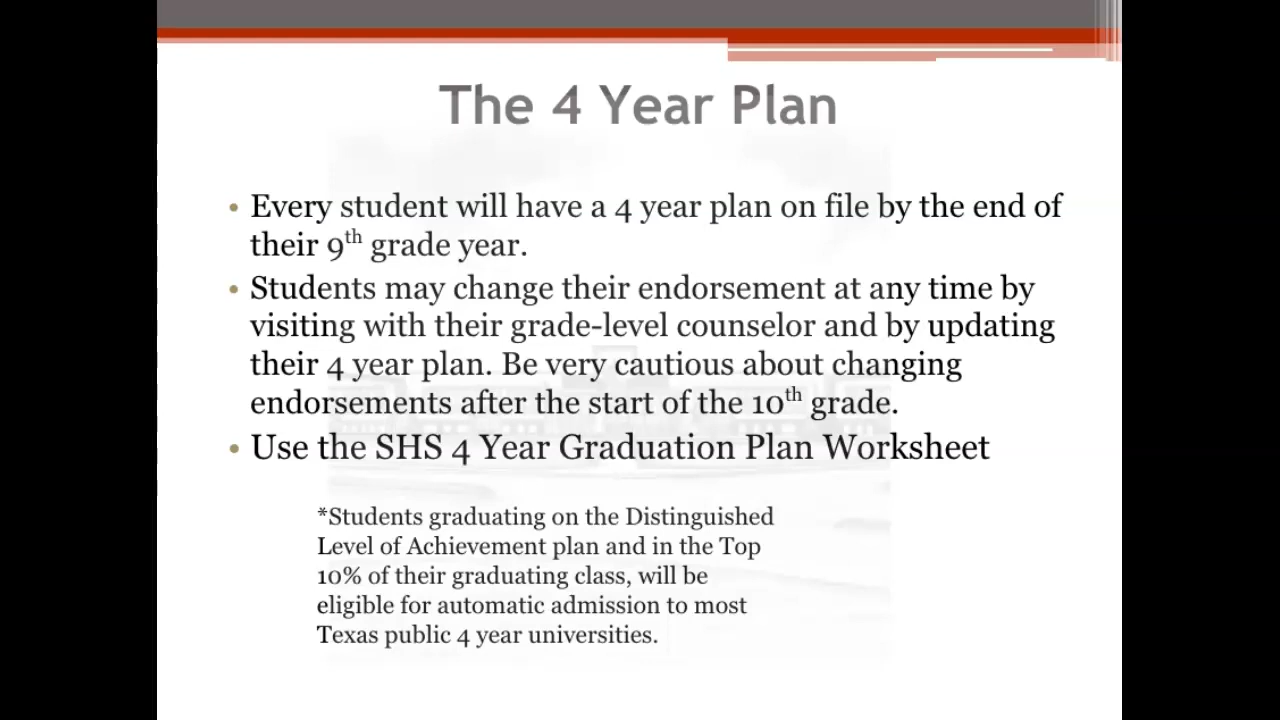 The 4 Year Plan
• Every student will have a 4 year plan on file by the end of
their 9th grade year.
• Students may change their endorsement at any time by
visiting with their grade-level counselor and by updating
their 4 year plan. Be very cautious about changing
endorsements after the start of the 10th grade.
• Use the SHS 4 Year Graduation Plan Worksheet
*Students graduating on the Distinguished
Level of Achievement plan and in the Top
10% of their graduating class, will be
eligible for automatic admission to most
Texas public 4 year universities.